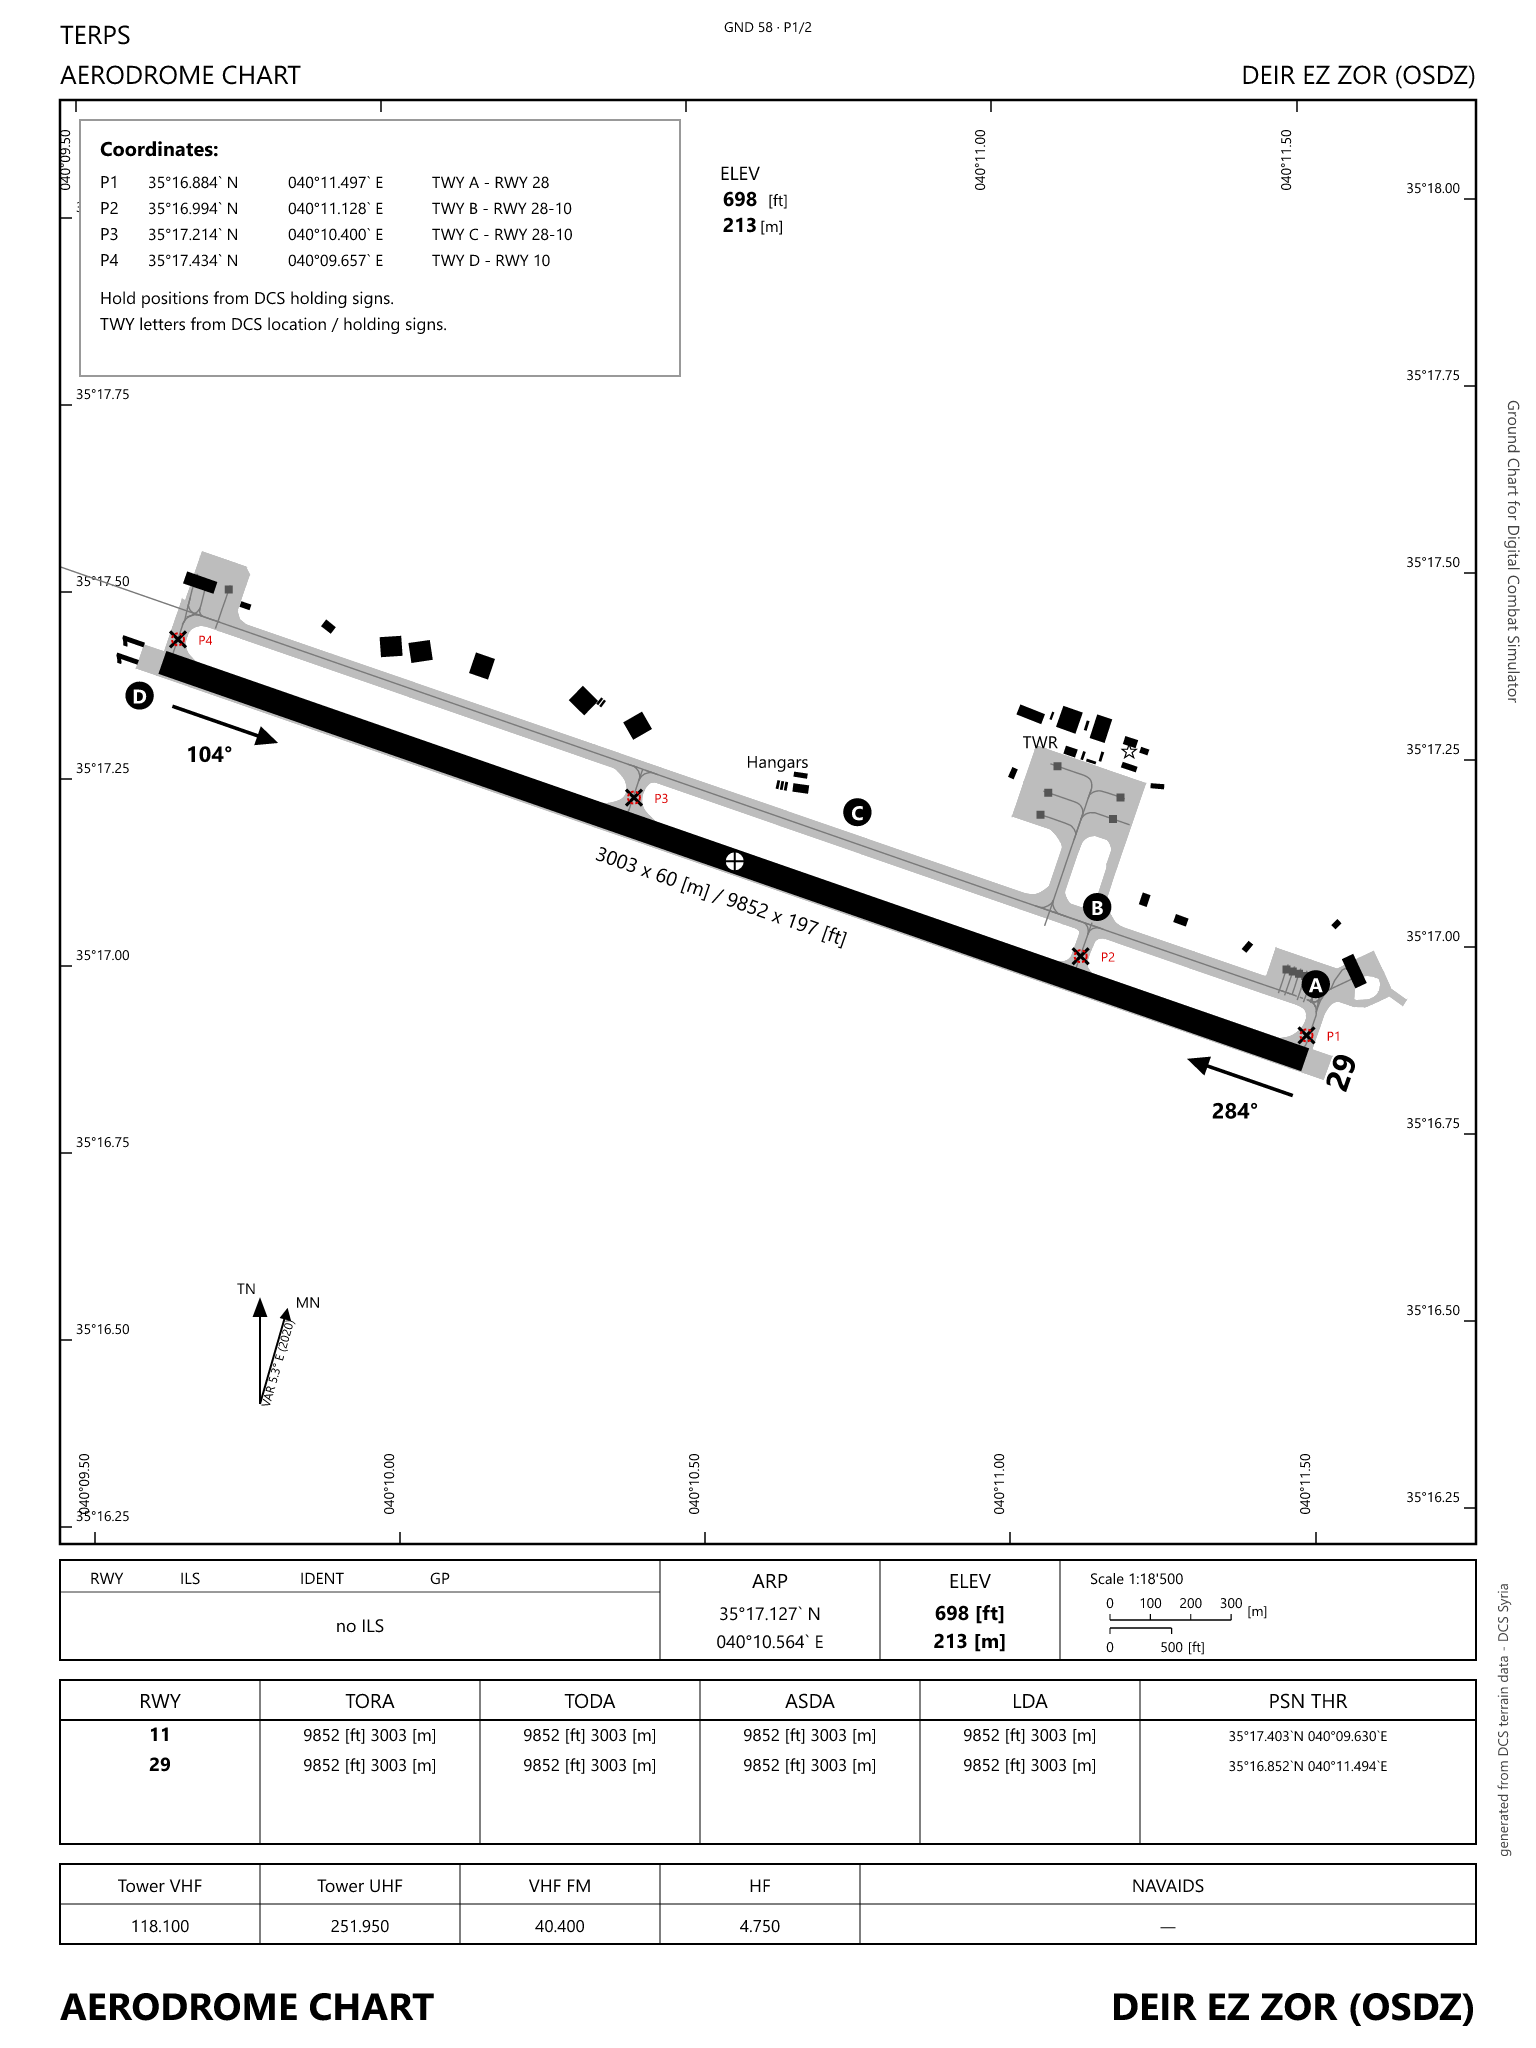 GND 58 · P1/2
TERPS
AERODROME CHART
DEIR EZ ZOR (OSDZ)
040°09.50
040°11.00
040°11.50
Coordinates:
P1 35°16.884` N 040°11.497` E TWY A - RWY 28
P2 35°16.994` N 040°11.128` E TWY B - RWY 28-10
P3 35°17.214` N 040°10.400` E TWY C - RWY 28-10
P4 35°17.434` N 040°09.657` E TWY D - RWY 10
Hold positions from DCS holding signs.
TWY letters from DCS location / holding signs.
ELEV
698 [ft]
213 [m]
35°18.00
35°17.75
35°17.75
35°17.50
35°17.50
35°17.25
35°17.25
35°17.00
35°17.00
35°16.75
35°16.75
35°16.50
35°16.50
35°16.25
35°16.25
11
P4
D
104°
P3
Hangars
C
TWR
B
P2
A
P1
29
284°
3003 x 60 [m] / 9852 x 197 [ft]
TN
MN
VAR 5.3° E (2020)
040°09.50
040°10.00
040°10.50
040°11.00
040°11.50
Ground Chart for Digital Combat Simulator
RWY ILS IDENT GP
no ILS
ARP
35°17.127` N
040°10.564` E
ELEV
698 [ft]
213 [m]
Scale 1:18'500
0 100 200 300 [m]
0 500 [ft]
RWY TORA TODA ASDA LDA PSN THR
11 9852 [ft] 3003 [m] 9852 [ft] 3003 [m] 9852 [ft] 3003 [m] 9852 [ft] 3003 [m] 35°17.403`N 040°09.630`E
29 9852 [ft] 3003 [m] 9852 [ft] 3003 [m] 9852 [ft] 3003 [m] 9852 [ft] 3003 [m] 35°16.852`N 040°11.494`E
generated from DCS terrain data - DCS Syria
Tower VHF Tower UHF VHF FM HF NAVAIDS
118.100 251.950 40.400 4.750 —
AERODROME CHART
DEIR EZ ZOR (OSDZ)